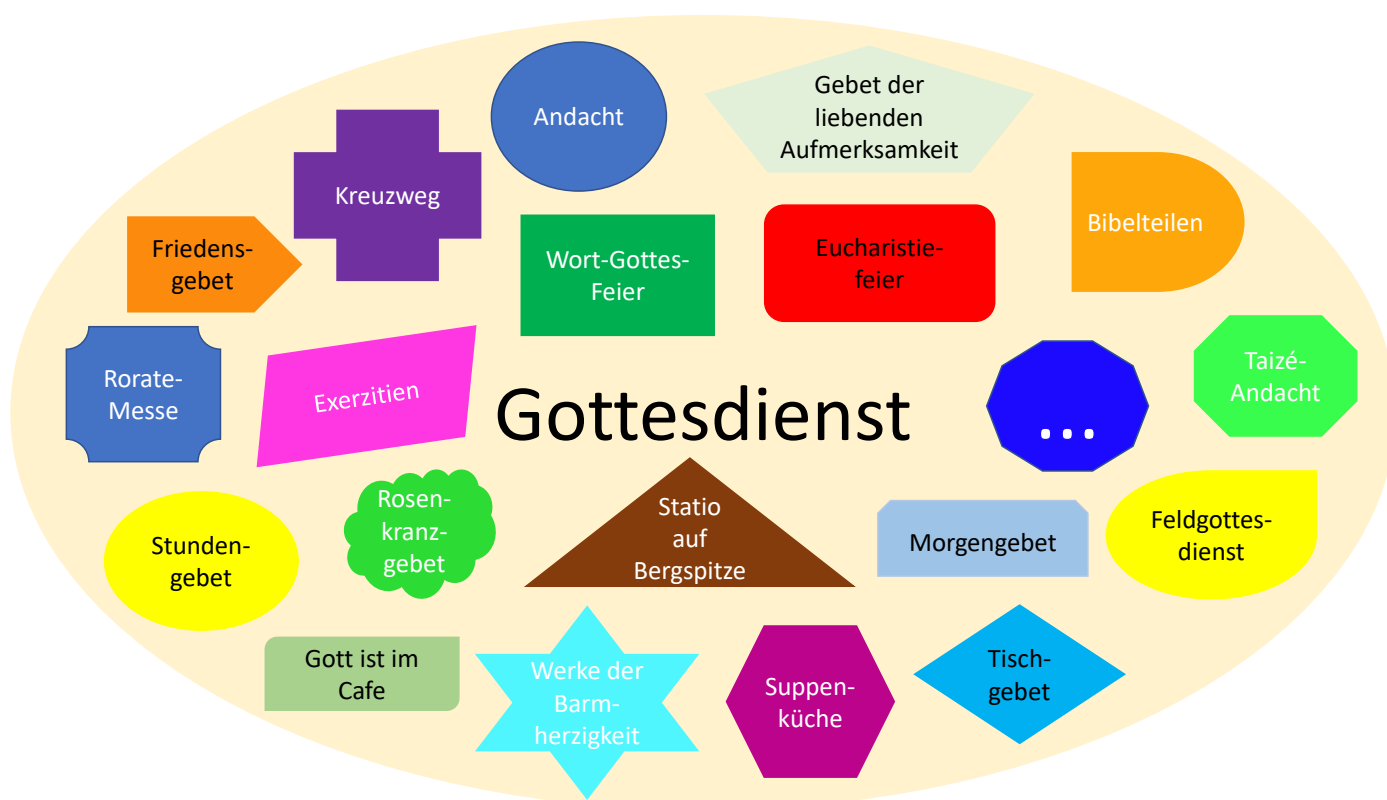 Andacht
Gebet der
liebenden
Aufmerksamkeit
Kreuzweg
Bibelteilen
Friedens-
gebet
Wort-Gottes-
Feier
Eucharistie-
feier
Rorate-
Messe
Exerzitien
Gottesdienst
...
Taizé-
Andacht
Stunden-
gebet
Rosen-
kranz-
gebet
Statio
auf
Bergspitze
Morgengebet
Feldgottes-
dienst
Gott ist im
Cafe
Werke der
Barm-
herzigkeit
Suppen-
küche
Tisch-
gebet